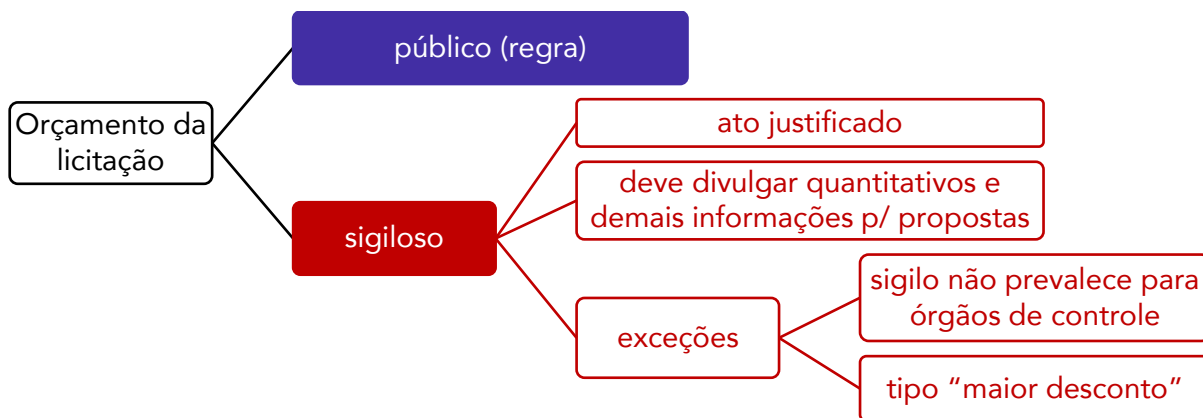 público (regra)
Orçamento da
licitação
ato justificado
deve divulgar quantitativos e
demais informações p/ propostas
sigiloso
sigilo não prevalece para
órgãos de controle
exceções
tipo “maior desconto”